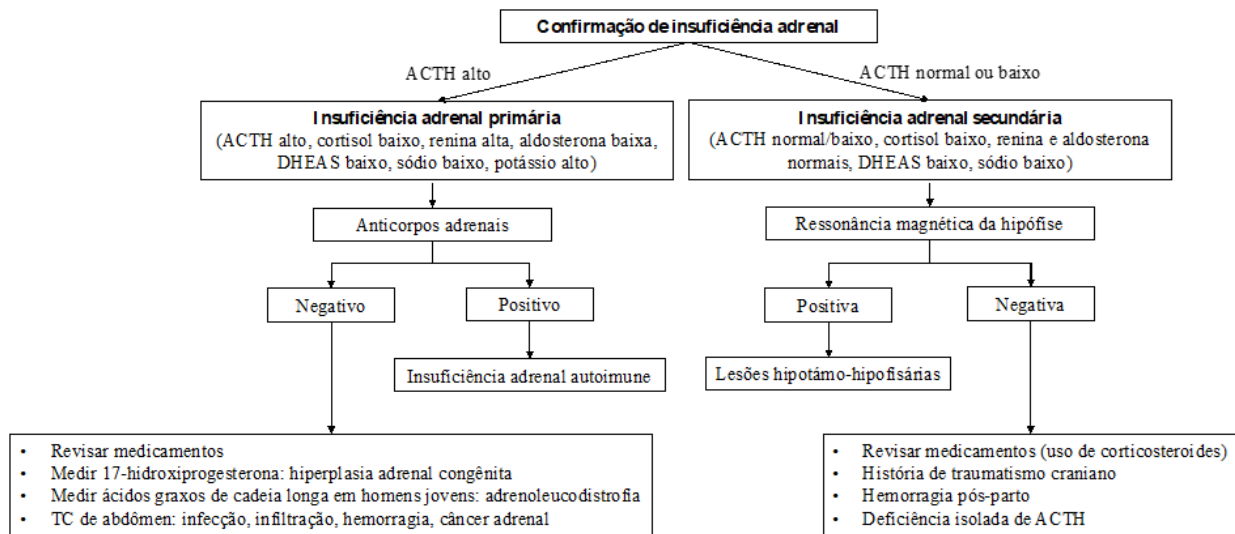 Confirmação de insuficiência adrenal
ACTH alto
ACTH normal ou baixo
Insuficiência adrenal primária
(ACTH alto, cortisol baixo, renina alta, aldosterona baixa,
DHEAS baixo, sódio baixo, potássio alto)
Insuficiência adrenal secundária
(ACTH normal/baixo, cortisol baixo, renina e aldosterona
normais, DHEAS baixo, sódio baixo)
Anticorpos adrenais
Ressonância magnética da hipófise
Negativo
Positivo
Positiva
Negativa
Insuficiência adrenal autoimune
Lesões hipotámo-hipofisárias
• Revisar medicamentos
• Medir 17-hidroxiprogesterona: hiperplasia adrenal congênita
• Medir ácidos graxos de cadeia longa em homens jovens: adrenoleucodistrofia
• TC de abdômen: infecção, infiltração, hemorragia, câncer adrenal
• Revisar medicamentos (uso de corticosteroides)
• História de traumatismo craniano
• Hemorragia pós-parto
• Deficiência isolada de ACTH